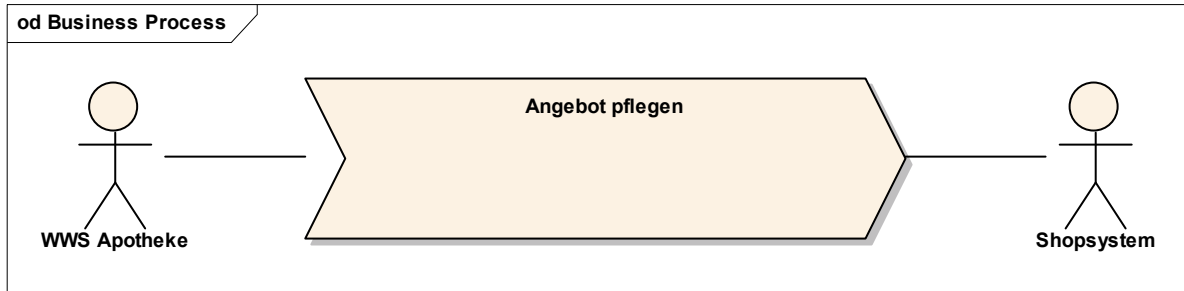 od Business Process
Angebot pflegen
WWS Apotheke
Shopsystem